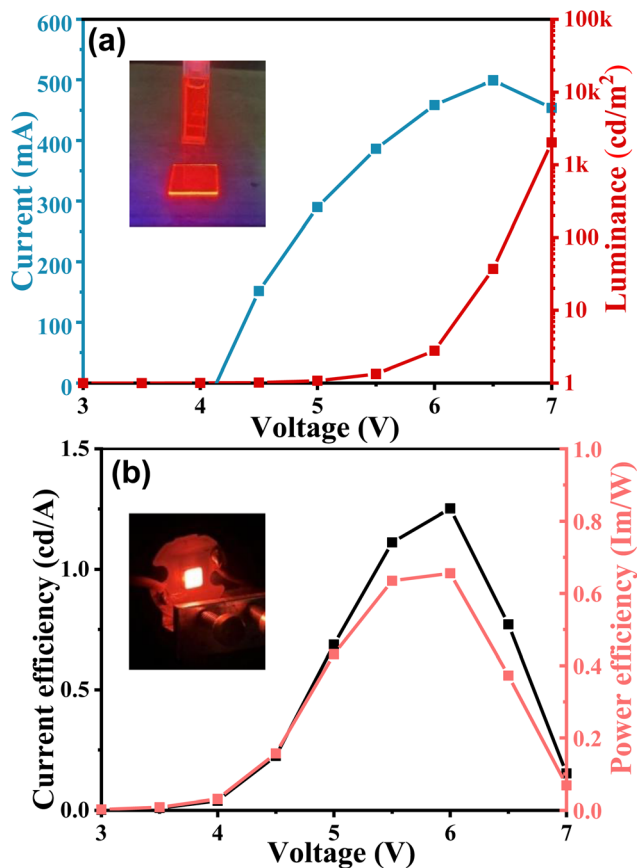 (a)
600
500
400
300
200
100
0
Current (mA)
100k
10k
1k
100
10
1
Luminance (cd/m²)
3 4 5 6 7
Voltage (V)
(b)
1.5
1.0
0.5
0.0
Current efficiency (cd/A)
1.0
0.8
0.6
0.4
0.2
0.0
Power efficiency (Im/W)
3 4 5 6 7
Voltage (V)